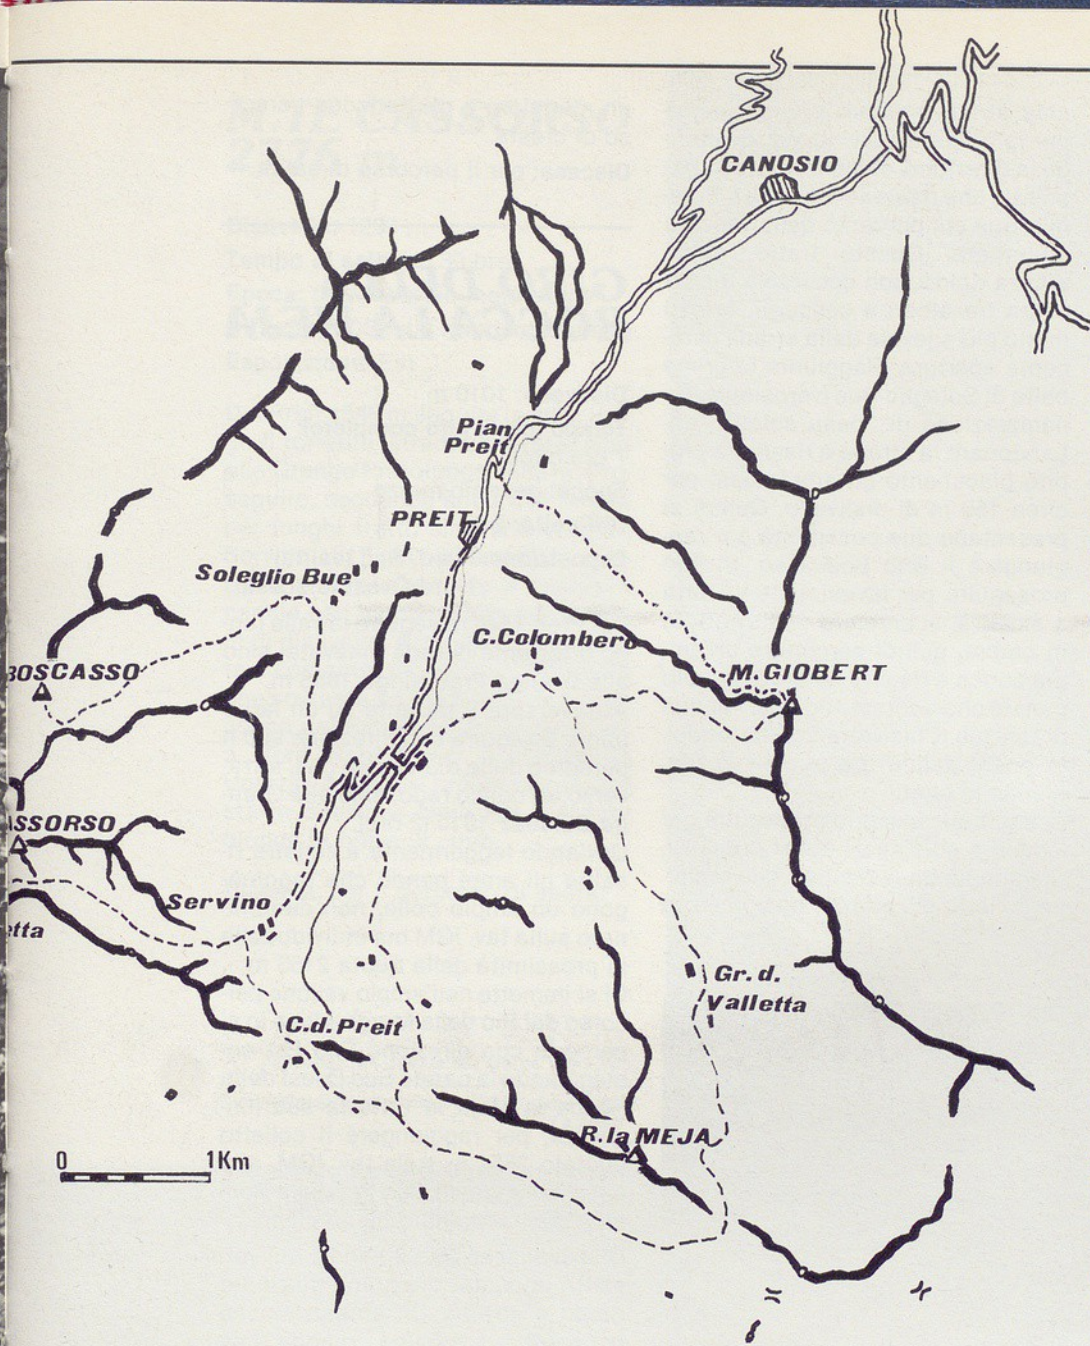 CANOSIO
Pian
Preit
PREIT
Soleglio Bue
C.Colombero
BOSCASSO
M.GIOBERT
ASSORSO
Servino
etta
Gr. d.
Valletta
C.d. Preit
R.la MEJA
0 1Km